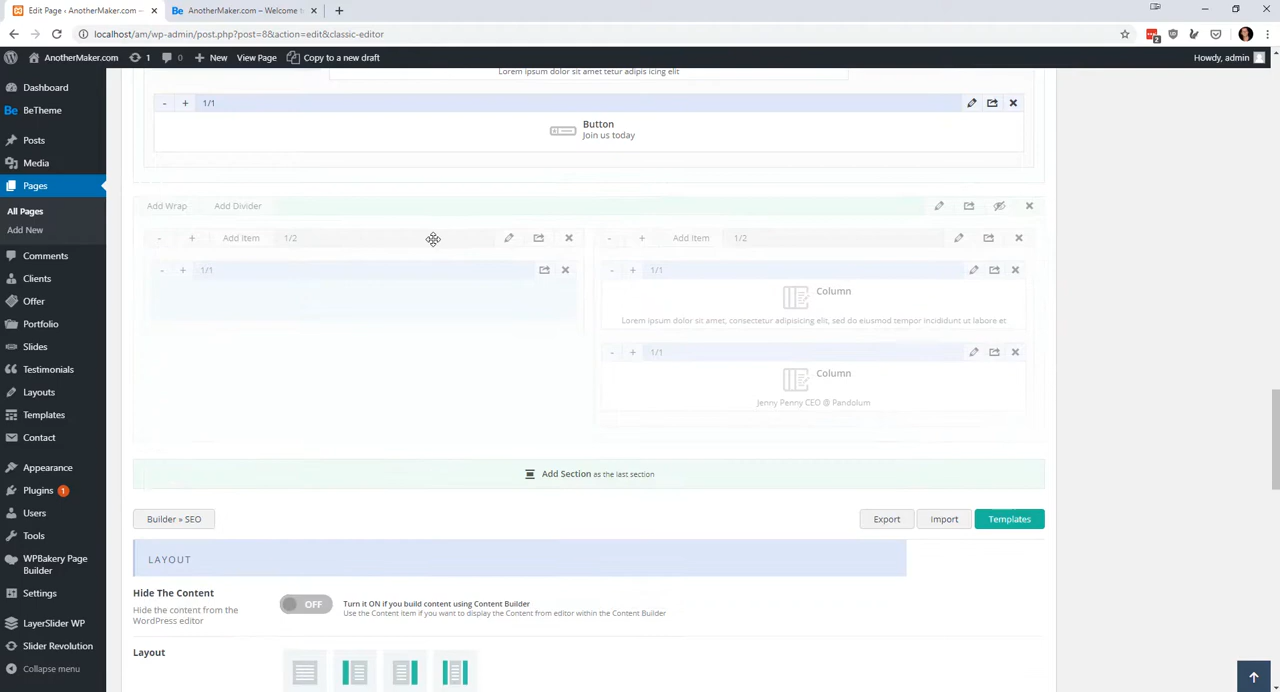 Edit Page ‹ AnotherMaker.com —
AnotherMaker.com – Welcome t
localhost/am/wp-admin/post.php?post=8&action=edit&classic-editor
2
AnotherMaker.com
1
0
New
View Page
Copy to a new draft
Howdy, admin
Dashboard
BeTheme
Posts
Media
Pages
All Pages
Add New
Comments
Clients
Offer
Portfolio
Slides
Testimonials
Layouts
Templates
Contact
Appearance
Plugins 1
Users
Tools
WPBakery Page
Builder
Settings
LayerSlider WP
Slider Revolution
Collapse menu
Lorem ipsum dolor sit amet tetur adipis icing elit
- + 1/1
Button
Join us today
Add Wrap Add Divider
- + Add Item 1/2
- + 1/1
- + Add Item 1/2
- + 1/1
Column
Lorem ipsum dolor sit amet, consectetur adipisicing elit, sed do eiusmod tempor incididunt ut labore et
- + 1/1
Column
Jenny Penny CEO @ Pandolum
Add Section as the last section
Builder » SEO
Export
Import
Templates
LAYOUT
Hide The Content
Hide the content from the
WordPress editor
OFF
Turn it ON if you build content using Content Builder
Use the Content item if you want to display the Content from editor within the Content Builder
Layout